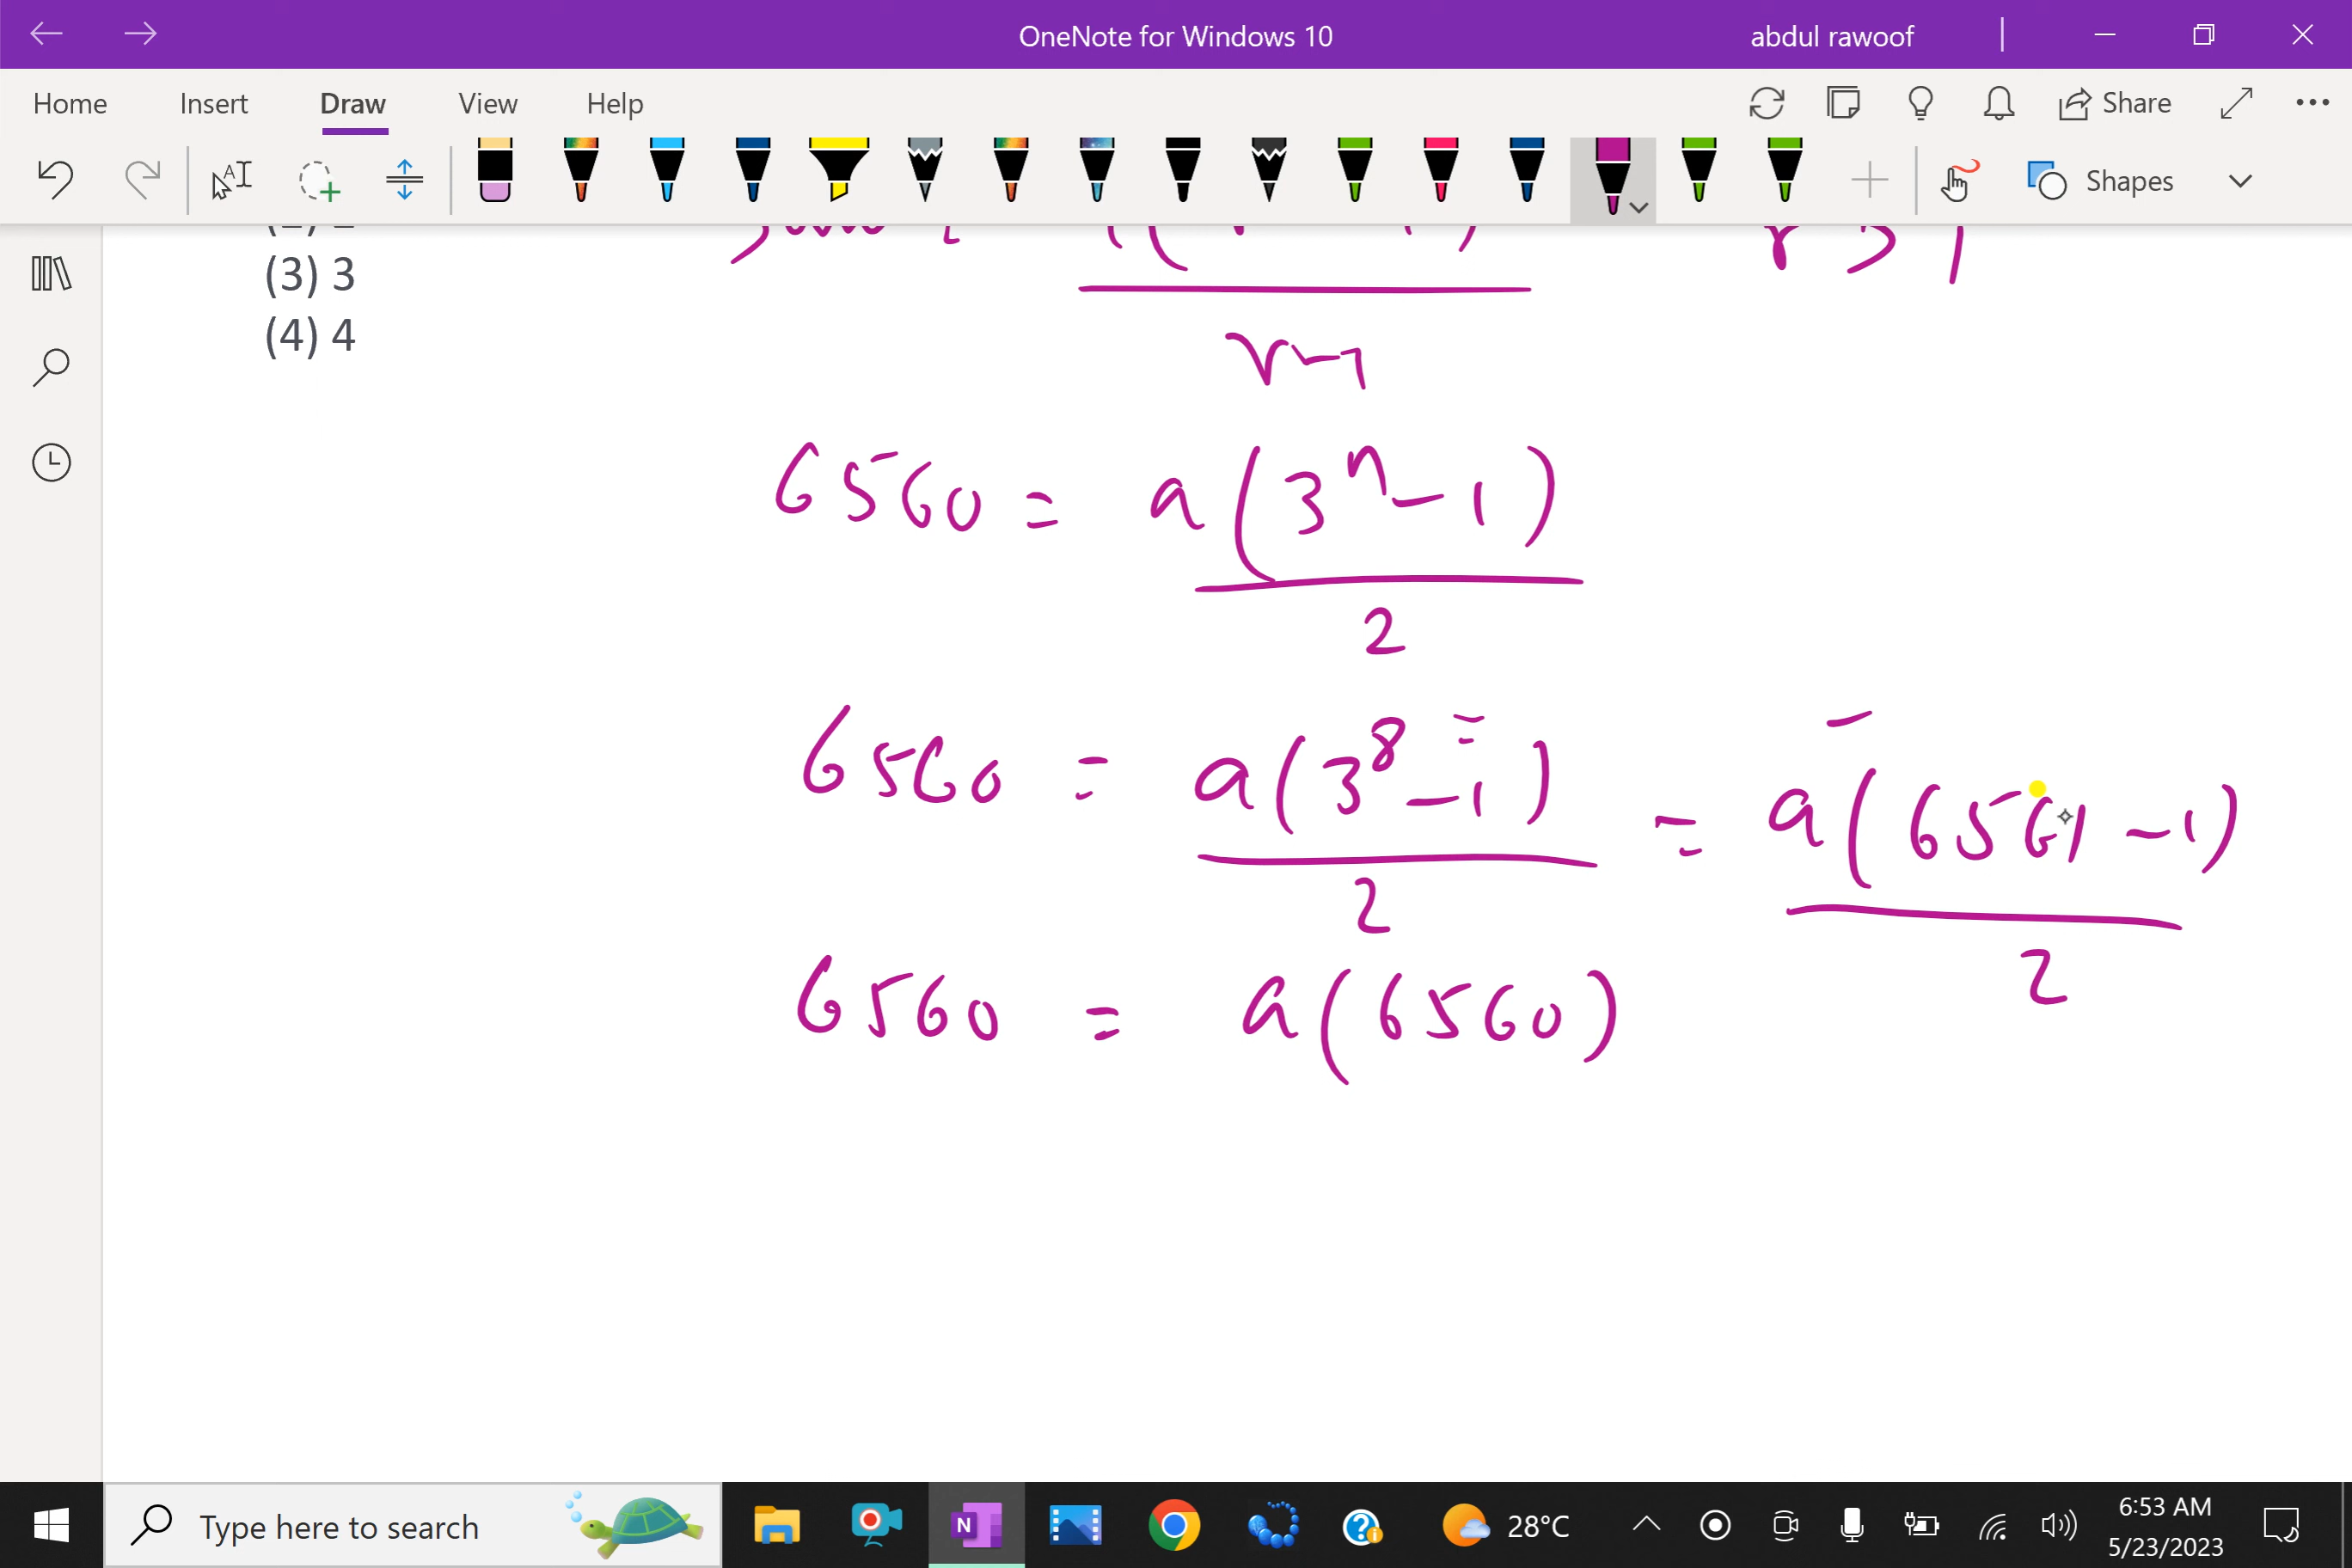 OneNote for Windows 10
abdul rawoof
Home Insert Draw View Help
Share
Shapes
(3) 3
(4) 4
r-1
6560 = a(3ⁿ-1)
2
6560 = a(3⁸-1) = a(6561-1)
2 2
6560 = a(6560)
Type here to search
28°C
6:53 AM
5/23/2023